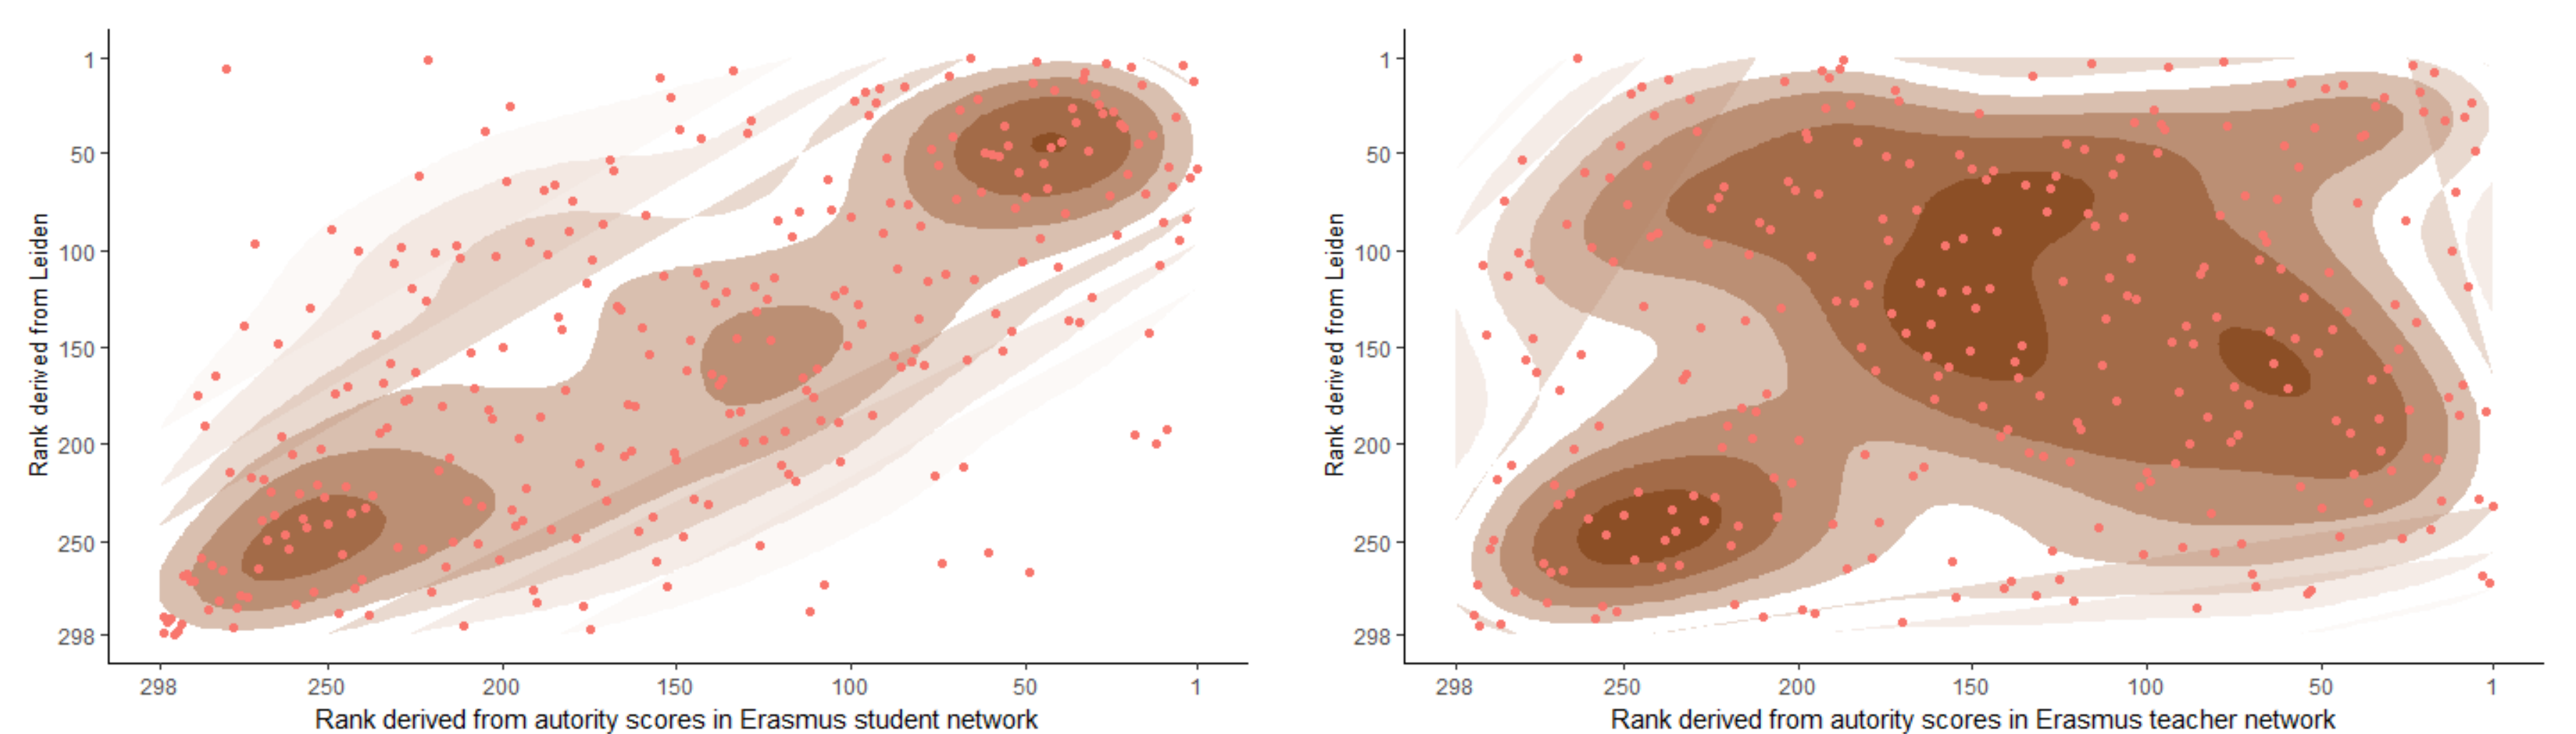 Rank derived from Leiden
1
50
100
150
200
250
298
298 250 200 150 100 50 1
Rank derived from autority scores in Erasmus student network
Rank derived from Leiden
1
50
100
150
200
250
298
298 250 200 150 100 50 1
Rank derived from autority scores in Erasmus teacher network